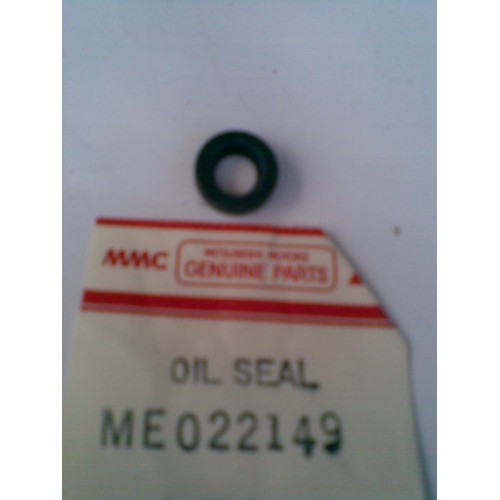 MMC
MITSUBISHI MOTORS
GENUINE PARTS
OIL SEAL
ME022149